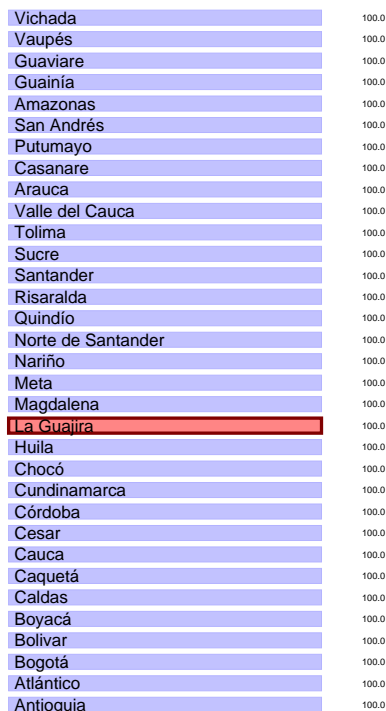 Vichada 100.0
Vaupés 100.0
Guaviare 100.0
Guainía 100.0
Amazonas 100.0
San Andrés 100.0
Putumayo 100.0
Casanare 100.0
Arauca 100.0
Valle del Cauca 100.0
Tolima 100.0
Sucre 100.0
Santander 100.0
Risaralda 100.0
Quindío 100.0
Norte de Santander 100.0
Nariño 100.0
Meta 100.0
Magdalena 100.0
La Guajira 100.0
Huila 100.0
Chocó 100.0
Cundinamarca 100.0
Córdoba 100.0
Cesar 100.0
Cauca 100.0
Caquetá 100.0
Caldas 100.0
Boyacá 100.0
Bolivar 100.0
Bogotá 100.0
Atlántico 100.0
Antioquia 100.0